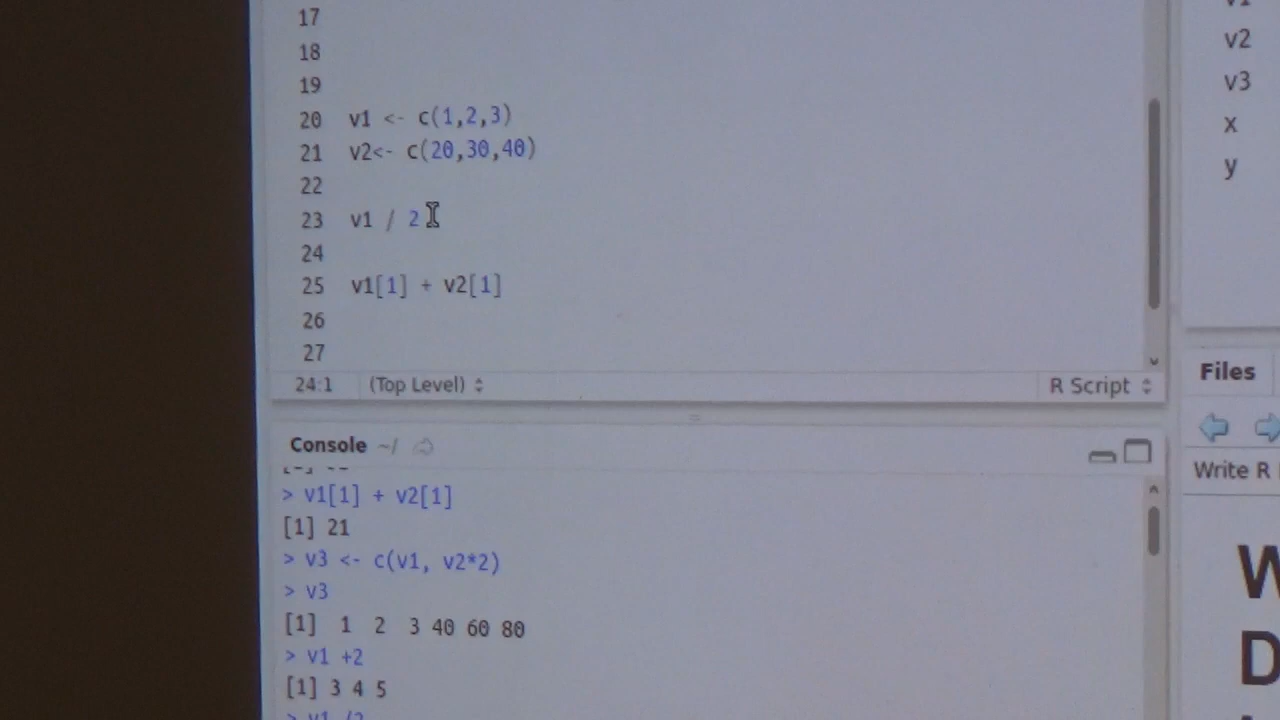 17
18
19
20 v1 <- c(1,2,3)
21 v2<- c(20,30,40)
22
23 v1 / 2
24
25 v1[1] + v2[1]
26
27
24:1 (Top Level) R Script
Console ~/
> v1[1] + v2[1]
[1] 21
> v3 <- c(v1, v2*2)
> v3
[1] 1 2 3 40 60 80
> v1 +2
[1] 3 4 5
> v1 /2
v1
v2
v3
x
y
Files
Write R
W
D